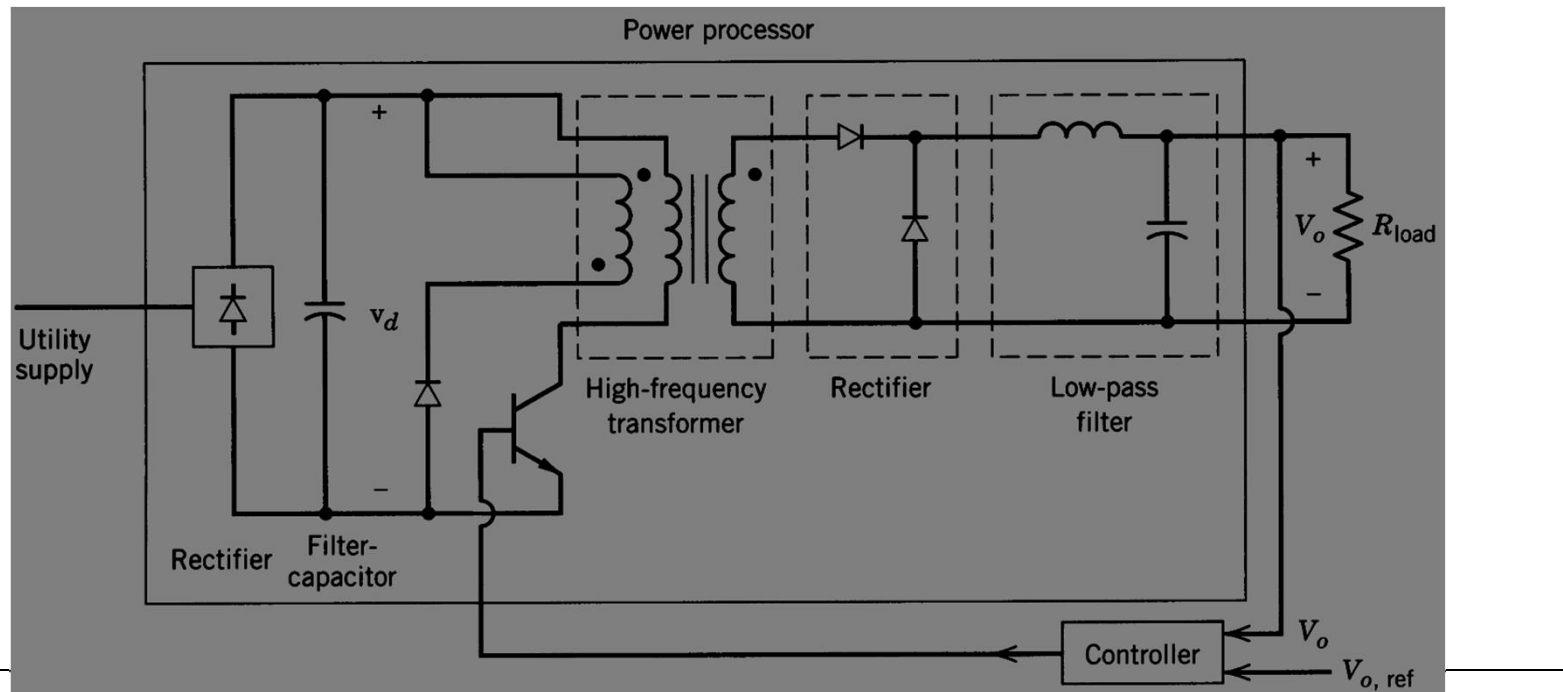 Power processor
+
+
v_d
V_o
R_load
−
−
Utility
supply
High-frequency
transformer
Rectifier
Low-pass
filter
Rectifier
Filter-
capacitor
V_o
Controller
V_o, ref